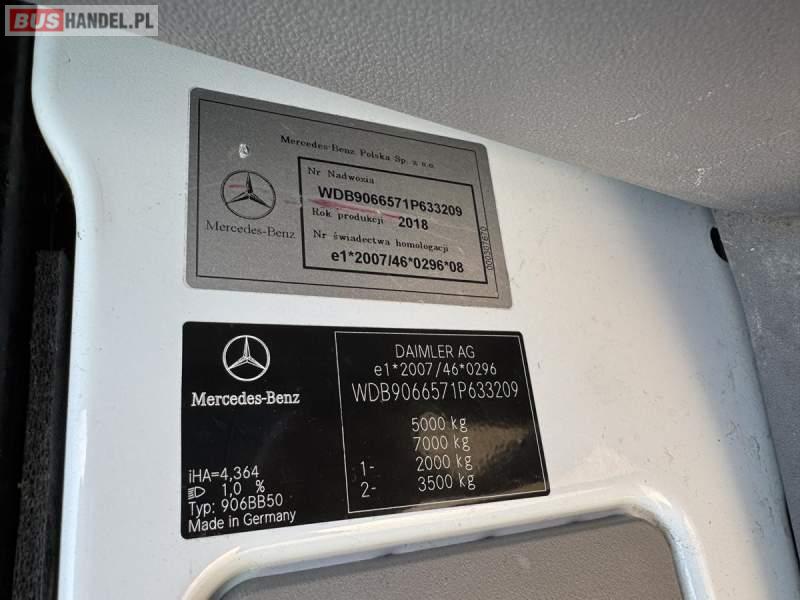 BUSHANDEL.PL
Mercedes-Benz Polska Sp. z o.o.
Nr Nadwozia
WDB9066571P633209
Rok produkcji 2018
Nr świadectwa homologacji
e1*2007/46*0296*08
Mercedes-Benz
000307670
DAIMLER AG
e1*2007/46*0296
WDB9066571P633209
Mercedes-Benz
5000 kg
7000 kg
1- 2000 kg
2- 3500 kg
iHA=4,364
1,0 %
Typ: 906BB50
Made in Germany